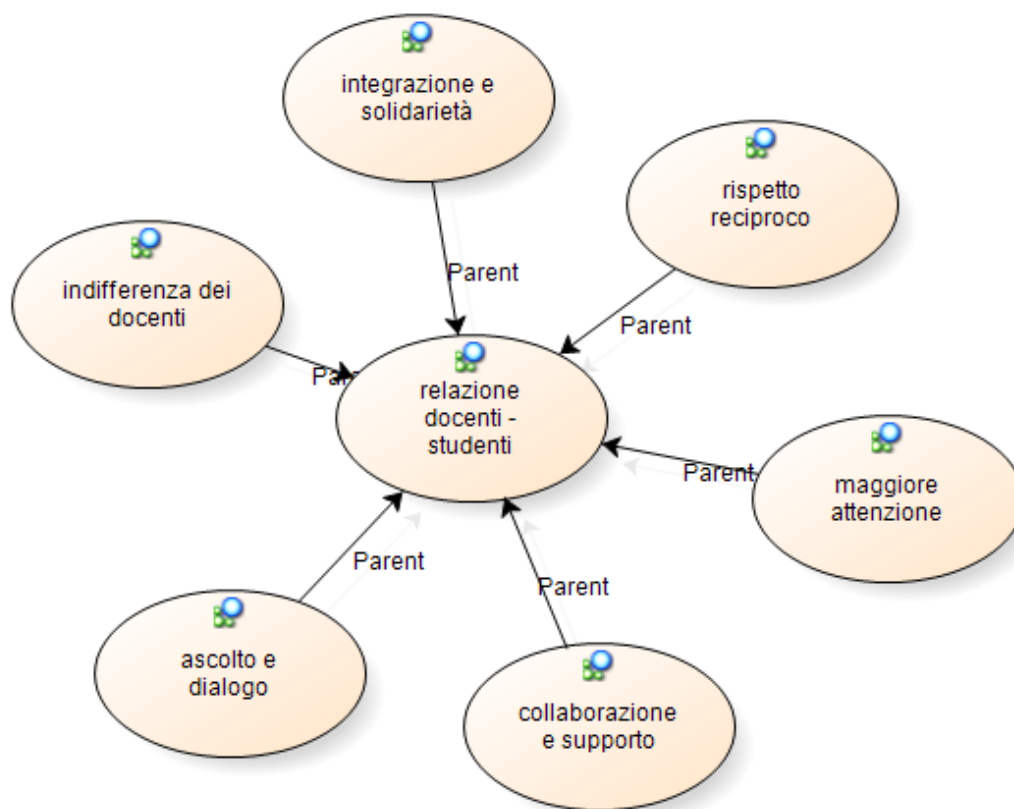 integrazione e
solidarietà
rispetto
reciproco
Parent
indifferenza dei
docenti
Parent
Para
relazione
docenti -
studenti
maggiore
attenzione
Parent
Parent
Parent
ascolto e
dialogo
collaborazione
e supporto